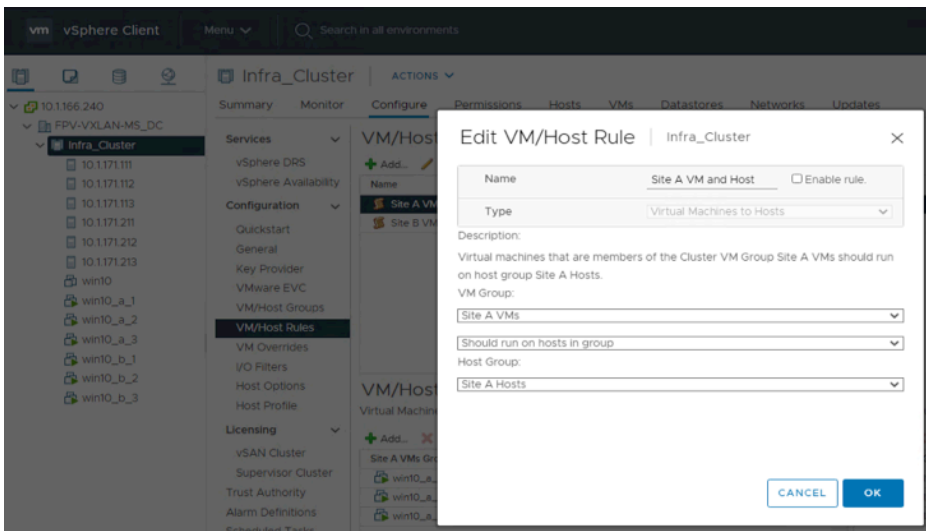 vm vSphere Client Menu Search in all environments
Infra_Cluster ACTIONS
10.1.166.240
FPV-VXLAN-MS_DC
Infra_Cluster
10.1.171.111
10.1.171.112
10.1.171.113
10.1.171.211
10.1.171.212
10.1.171.213
win10
win10_a_1
win10_a_2
win10_a_3
win10_b_1
win10_b_2
win10_b_3
Summary Monitor Configure Permissions Hosts VMs Datastores Networks Updates
Services
vSphere DRS
vSphere Availability
Configuration
Quickstart
General
Key Provider
VMware EVC
VM/Host Groups
VM/Host Rules
VM Overrides
I/O Filters
Host Options
Host Profile
Licensing
vSAN Cluster
Supervisor Cluster
Trust Authority
Alarm Definitions
Scheduled Tasks
VM/Host
Add...
Name
Site A VM
Site B VM
VM/Host
Virtual Machin
Add...
Site A VMs Gro
win10_a_
win10_a_
win10_a_
Edit VM/Host Rule Infra_Cluster
Name Site A VM and Host Enable rule.
Type Virtual Machines to Hosts
Description:
Virtual machines that are members of the Cluster VM Group Site A VMs should run
on host group Site A Hosts.
VM Group:
Site A VMs
Should run on hosts in group
Host Group:
Site A Hosts
CANCEL OK